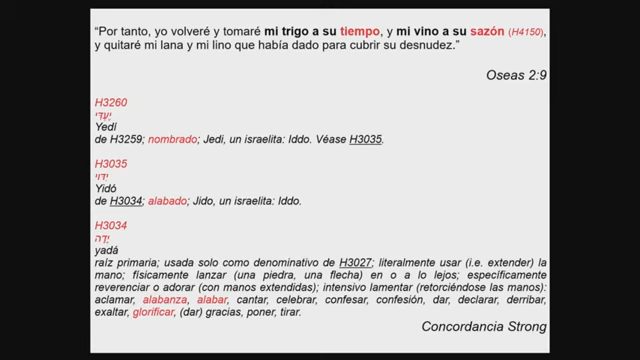 “Por tanto, yo volveré y tomaré mi trigo a su tiempo, y mi vino a su sazón (H4150),
y quitaré mi lana y mi lino que había dado para cubrir su desnudez.”
Oseas 2:9
H3260
יֶעְדִּי
Yedí
de H3259; nombrado; Jedi, un israelita: Iddo. Véase H3035.
H3035
יִדּוֹ
Yidó
de H3034; alabado; Jido, un israelita: Iddo.
H3034
יָדָה
yadá
raíz primaria; usada solo como denominativo de H3027; literalmente usar (i.e. extender) la
mano; físicamente lanzar (una piedra, una flecha) en o a lo lejos; específicamente
reverenciar o adorar (con manos extendidas); intensivo lamentar (retorciéndose las manos):
aclamar, alabanza, alabar, cantar, celebrar, confesar, confesión, dar, declarar, derribar,
exaltar, glorificar, (dar) gracias, poner, tirar.
Concordancia Strong